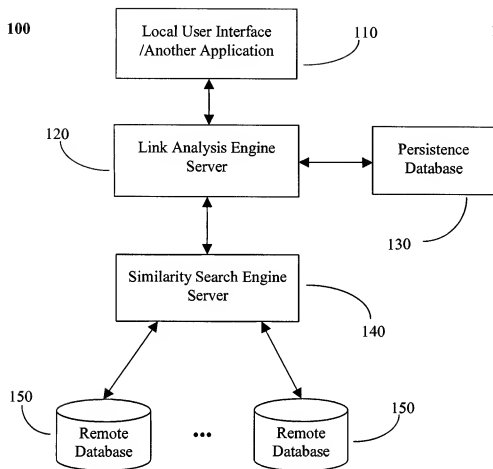 100
Local User Interface
/Another Application
110
120
Link Analysis Engine
Server
Persistence
Database
130
Similarity Search Engine
Server
140
150
Remote
Database
...
Remote
Database
150